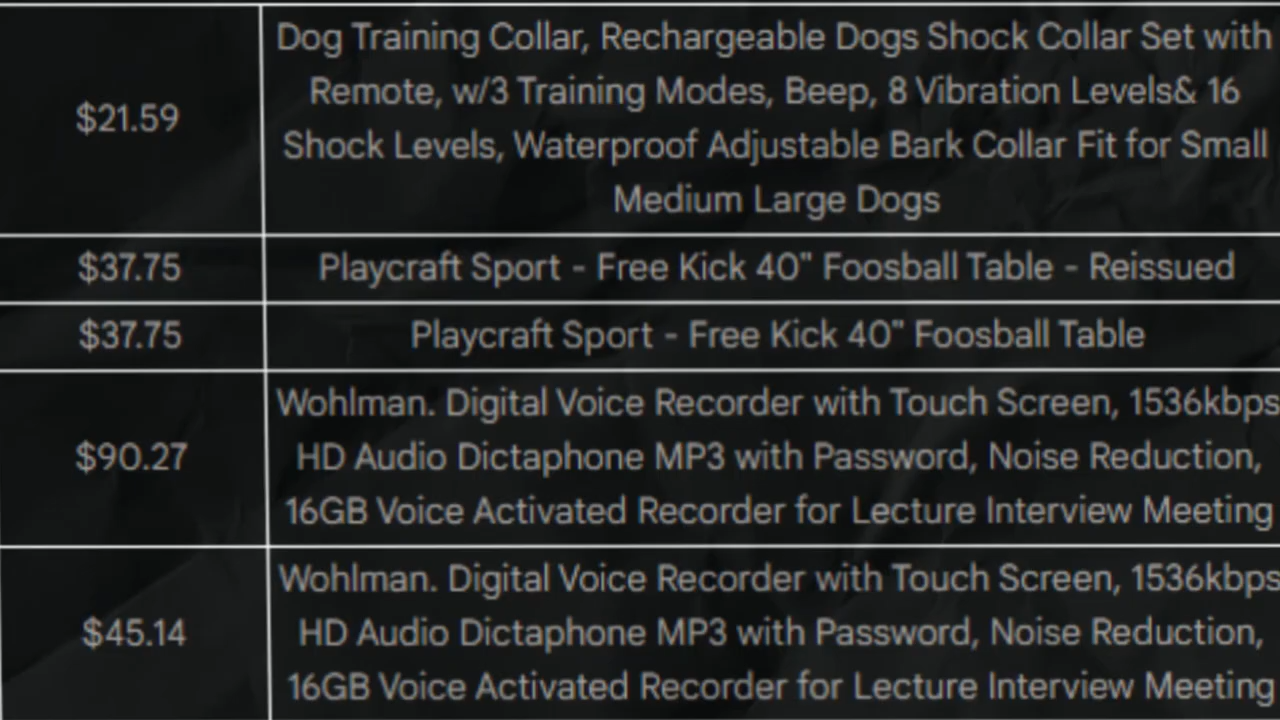 $21.59
Dog Training Collar, Rechargeable Dogs Shock Collar Set with
Remote, w/3 Training Modes, Beep, 8 Vibration Levels& 16
Shock Levels, Waterproof Adjustable Bark Collar Fit for Small
Medium Large Dogs
$37.75
Playcraft Sport - Free Kick 40" Foosball Table - Reissued
$37.75
Playcraft Sport - Free Kick 40" Foosball Table
$90.27
Wohlman. Digital Voice Recorder with Touch Screen, 1536kbps
HD Audio Dictaphone MP3 with Password, Noise Reduction,
16GB Voice Activated Recorder for Lecture Interview Meeting
$45.14
Wohlman. Digital Voice Recorder with Touch Screen, 1536kbps
HD Audio Dictaphone MP3 with Password, Noise Reduction,
16GB Voice Activated Recorder for Lecture Interview Meeting